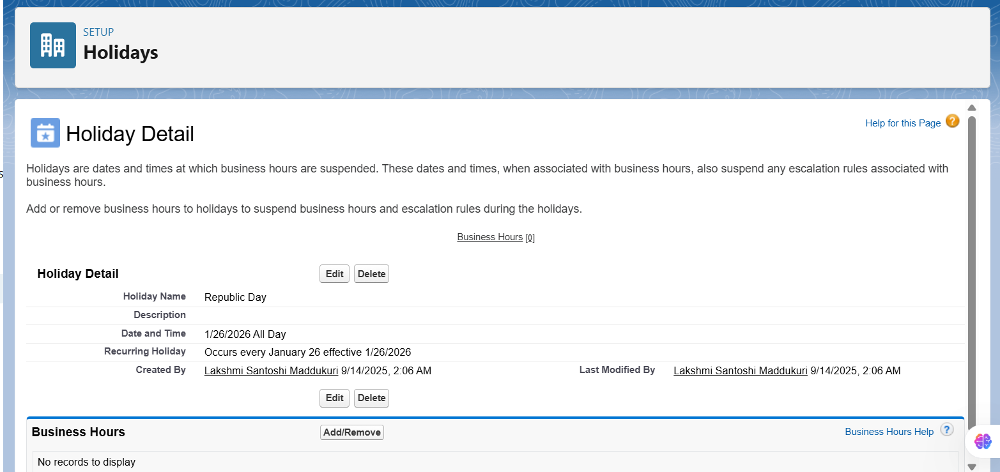 SETUP
Holidays
Holiday Detail
Help for this Page ?
Holidays are dates and times at which business hours are suspended. These dates and times, when associated with business hours, also suspend any escalation rules associated with
business hours.
Add or remove business hours to holidays to suspend business hours and escalation rules during the holidays.
Business Hours [0]
Holiday Detail Edit Delete
Holiday Name Republic Day
Description
Date and Time 1/26/2026 All Day
Recurring Holiday Occurs every January 26 effective 1/26/2026
Created By Lakshmi Santoshi Maddukuri 9/14/2025, 2:06 AM Last Modified By Lakshmi Santoshi Maddukuri 9/14/2025, 2:06 AM
Edit Delete
Business Hours Add/Remove Business Hours Help ?
No records to display